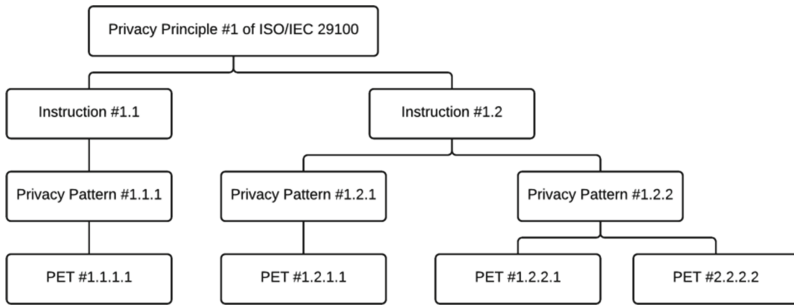 Privacy Principle #1 of ISO/IEC 29100
Instruction #1.1
Instruction #1.2
Privacy Pattern #1.1.1
Privacy Pattern #1.2.1
Privacy Pattern #1.2.2
PET #1.1.1.1
PET #1.2.1.1
PET #1.2.2.1
PET #2.2.2.2